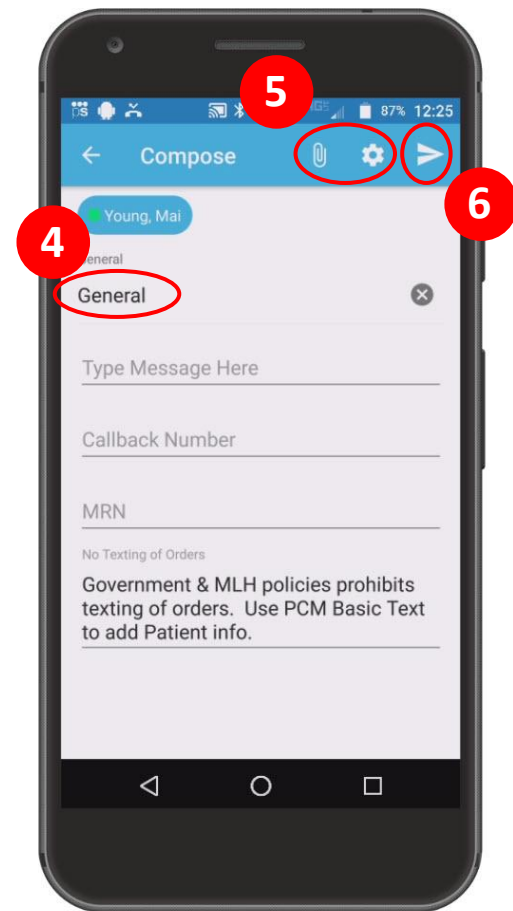 5
87% 12:25
Compose
6
Young, Mai
4
General
General
Type Message Here
Callback Number
MRN
No Texting of Orders
Government & MLH policies prohibits
texting of orders.  Use PCM Basic Text
to add Patient info.